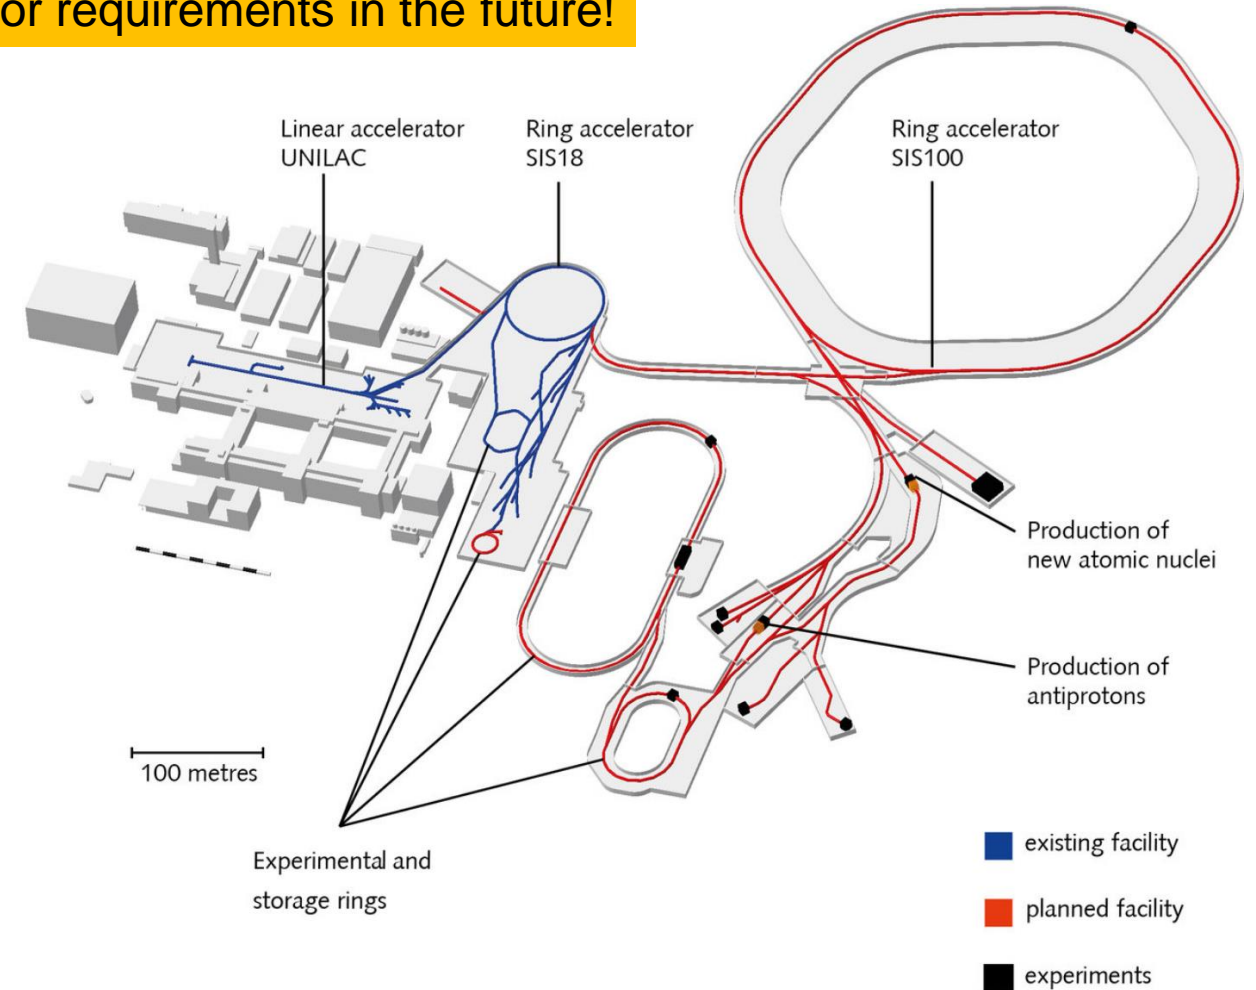 or requirements in the future!
Linear accelerator
UNILAC
Ring accelerator
SIS18
Ring accelerator
SIS100
Production of
new atomic nuclei
Production of
antiprotons
100 metres
Experimental and
storage rings
existing facility
planned facility
experiments